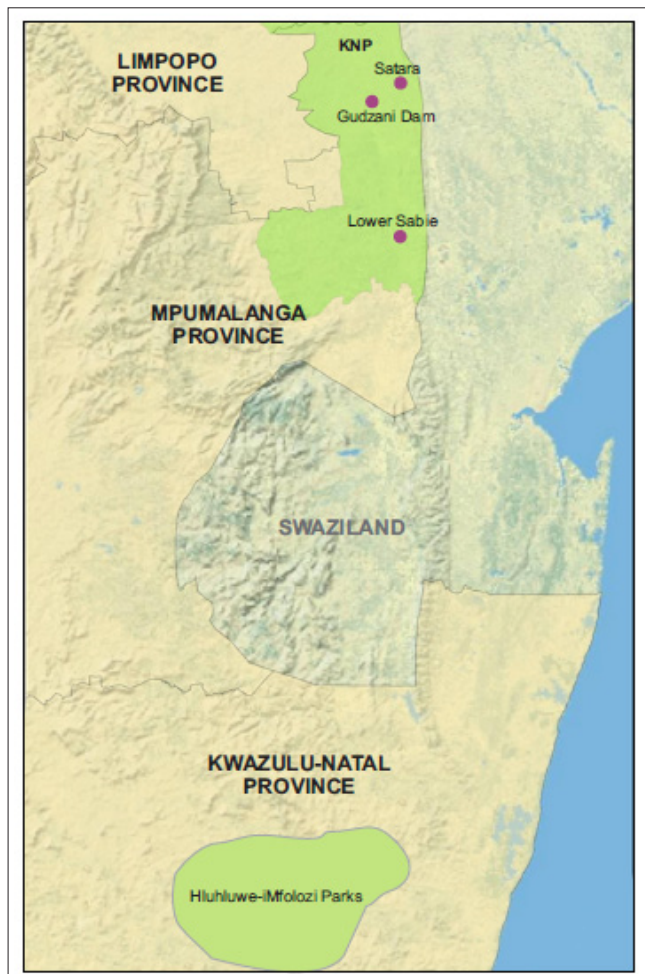 LIMPOPO
PROVINCE
KNP
Satara
Gudzani Dam
Lower Sabie
MPUMALANGA
PROVINCE
SWAZILAND
KWAZULU-NATAL
PROVINCE
Hluhluwe-iMfolozi Parks